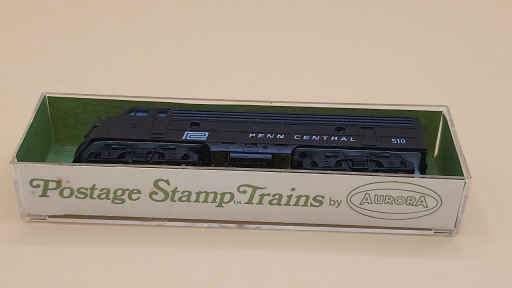 PENN CENTRAL 510
Postage Stamp Trains by AURORA